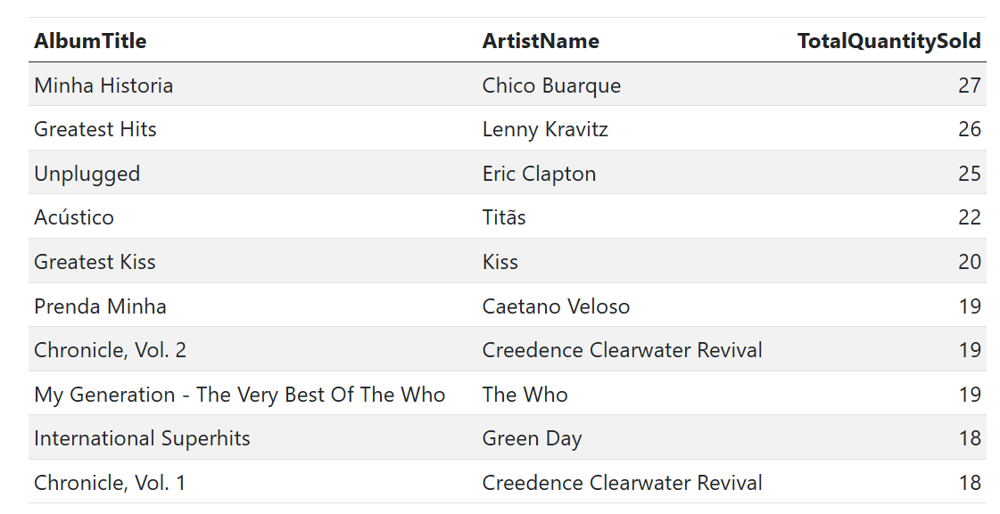 AlbumTitle ArtistName TotalQuantitySold
Minha Historia Chico Buarque 27
Greatest Hits Lenny Kravitz 26
Unplugged Eric Clapton 25
Acústico Titãs 22
Greatest Kiss Kiss 20
Prenda Minha Caetano Veloso 19
Chronicle, Vol. 2 Creedence Clearwater Revival 19
My Generation - The Very Best Of The Who The Who 19
International Superhits Green Day 18
Chronicle, Vol. 1 Creedence Clearwater Revival 18